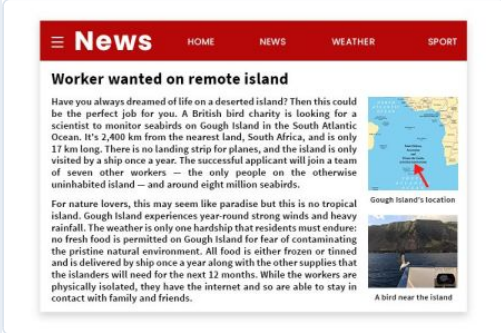 News
HOME
NEWS
WEATHER
SPORT
Worker wanted on remote island
Have you always dreamed of life on a deserted island? Then this could
be the perfect job for you. A British bird charity is looking for a
scientist to monitor seabirds on Gough Island in the South Atlantic
Ocean. It's 2,400 km from the nearest land, South Africa, and is only
17 km long. There is no landing strip for planes, and the island is only
visited by a ship once a year. The successful applicant will join a team
of seven other workers — the only people on the otherwise
uninhabited island — and around eight million seabirds.
For nature lovers, this may seem like paradise but this is no tropical
island. Gough Island experiences year-round strong winds and heavy
rainfall. The weather is only one hardship that residents must endure:
no fresh food is permitted on Gough Island for fear of contaminating
the pristine natural environment. All food is either frozen or tinned
and is delivered by ship once a year along with the other supplies that
the islanders will need for the next 12 months. While the workers are
physically isolated, they have the internet and so are able to stay in
contact with family and friends.
Gough Island's location
A bird near the island